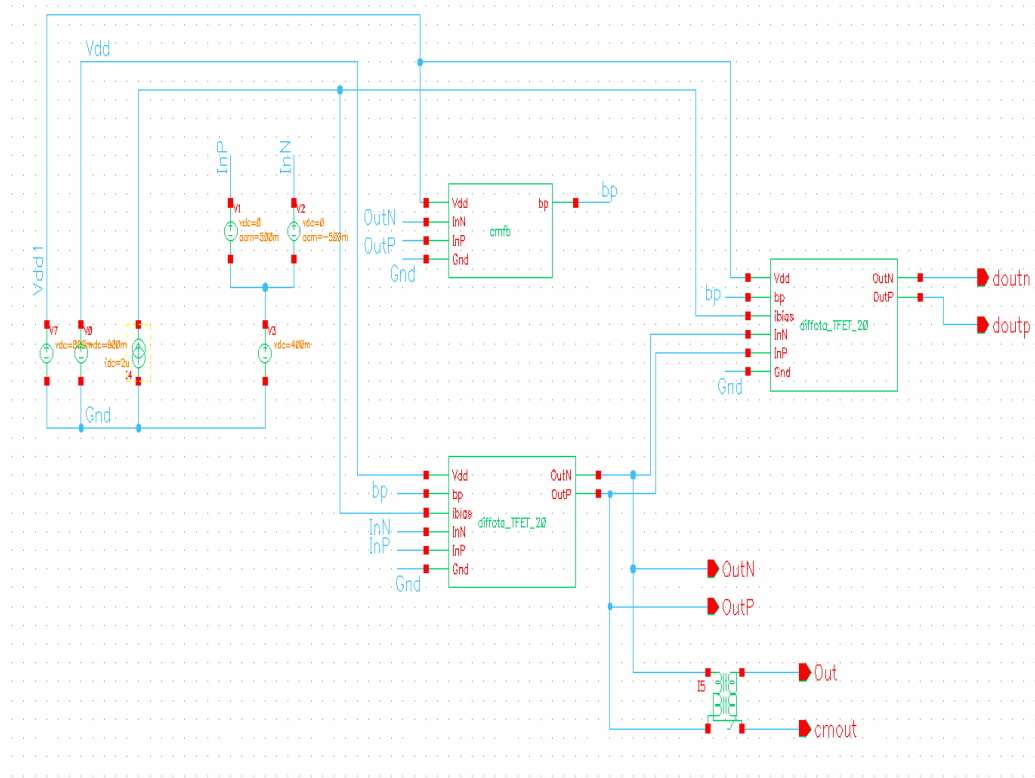 Vdd
InP
InN
V1
vdc=0
acm=500m
V2
vdc=0
acm=-500m
Vdd1
OutN
OutP
Gnd
Vdd
InN
InP
Gnd
bp
cmfb
bp
bp
Gnd
Vdd
bp
ibias
InN
InP
Gnd
OutN
OutP
diffota_TFET_20
doutn
doutp
V7
V0
vdc=800m
idc=2u
I4
V3
vdc=400m
Gnd
bp
InN
InP
Gnd
Vdd
bp
ibias
InN
InP
Gnd
OutN
OutP
diffota_TFET_20
OutN
OutP
I5
Out
cmout